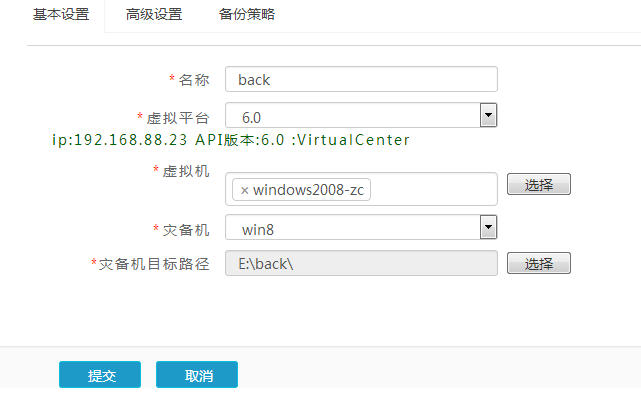 基本设置 高级设置 备份策略
*名称 back
*虚拟平台 6.0
ip:192.168.88.23 API版本:6.0 :VirtualCenter
*虚拟机 × windows2008-zc 选择
*灾备机 win8
*灾备机目标路径 E:\back\ 选择
提交 取消